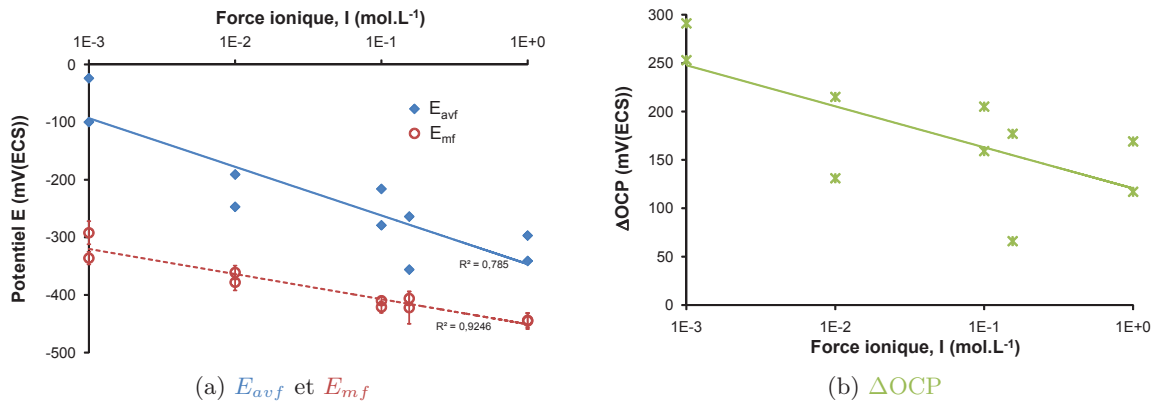 Force ionique, I (mol.L-1)
1E-3 1E-2 1E-1 1E+0
0
-100
-200
-300
-400
-500
Potentiel E (mV(ECS))
Eavf
Emf
R² = 0,785
R² = 0,9246
(a) Eavf et Emf
300
250
200
150
100
50
0
ΔOCP (mV(ECS))
1E-3 1E-2 1E-1 1E+0
Force ionique, I (mol.L-1)
(b) ΔOCP